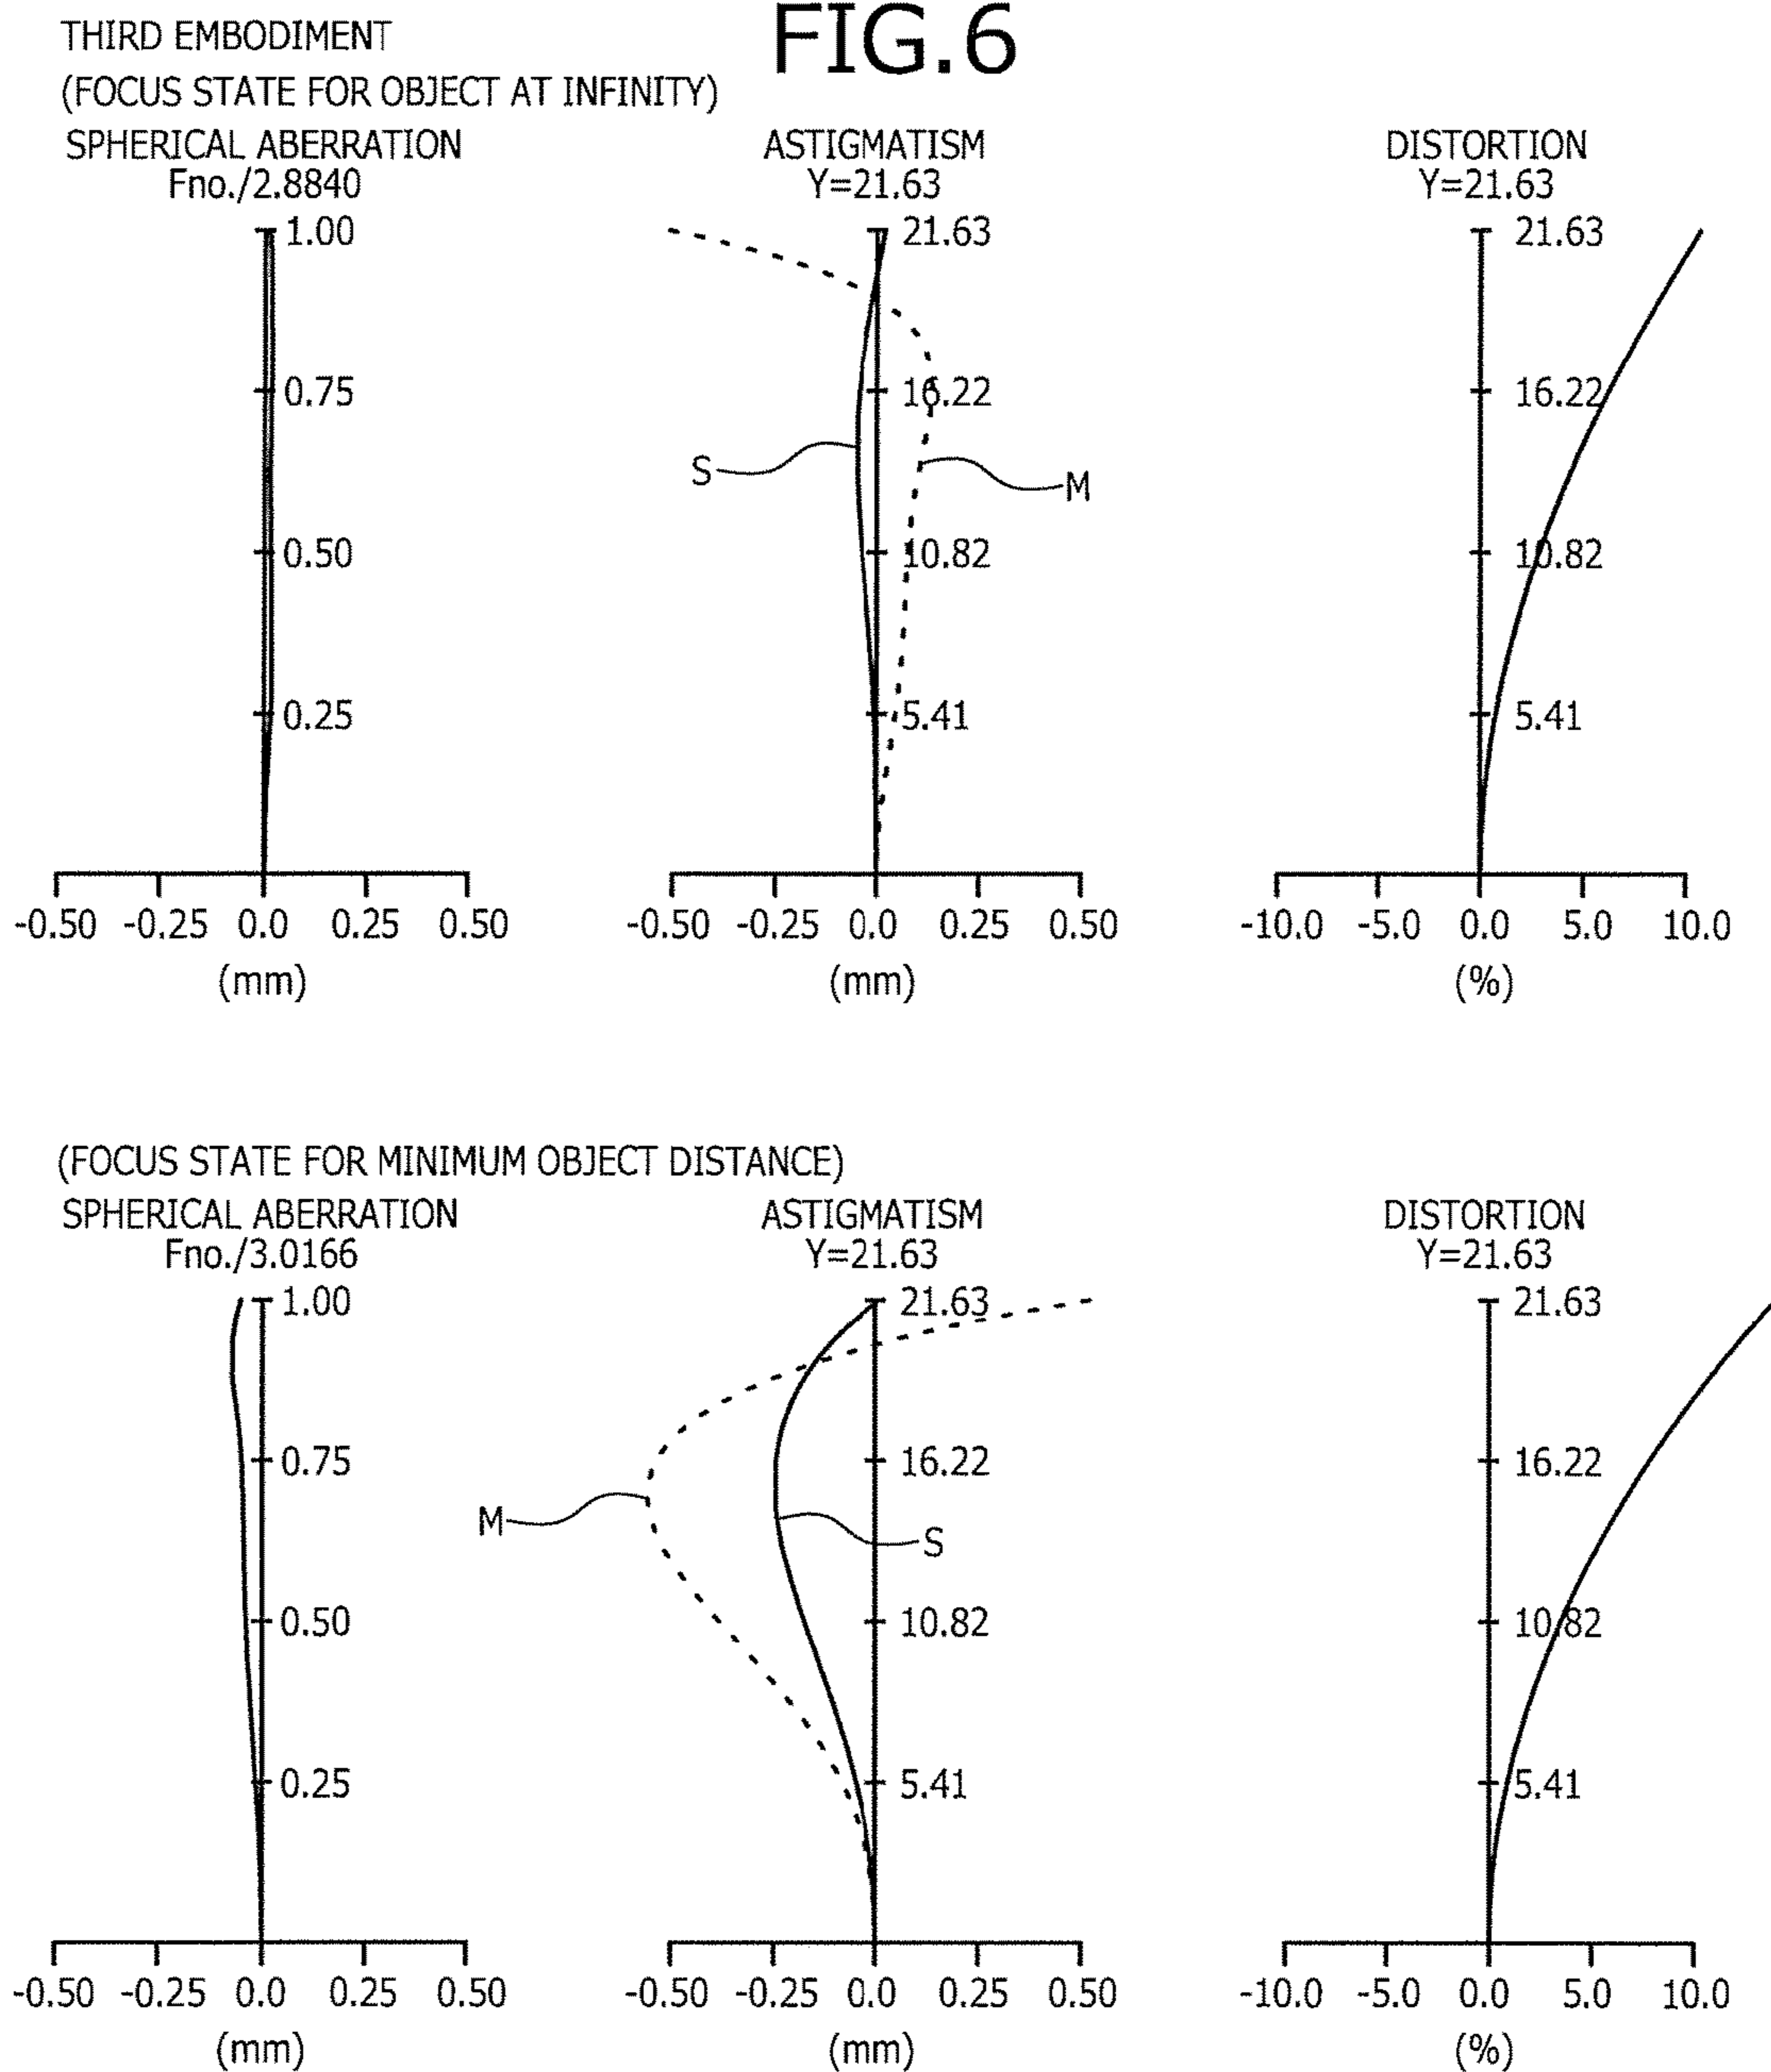 FIG.6
THIRD EMBODIMENT
(FOCUS STATE FOR OBJECT AT INFINITY)
SPHERICAL ABERRATION
Fno./2.8840
1.00
0.75
0.50
0.25
-0.50 -0.25 0.0 0.25 0.50
(mm)
ASTIGMATISM
Y=21.63
21.63
16.22
S
M
10.82
5.41
-0.50 -0.25 0.0 0.25 0.50
(mm)
DISTORTION
Y=21.63
21.63
16.22
10.82
5.41
-10.0 -5.0 0.0 5.0 10.0
(%)
(FOCUS STATE FOR MINIMUM OBJECT DISTANCE)
SPHERICAL ABERRATION
Fno./3.0166
1.00
0.75
0.50
0.25
-0.50 -0.25 0.0 0.25 0.50
(mm)
ASTIGMATISM
Y=21.63
21.63
16.22
M
S
10.82
5.41
-0.50 -0.25 0.0 0.25 0.50
(mm)
DISTORTION
Y=21.63
21.63
16.22
10.82
5.41
-10.0 -5.0 0.0 5.0 10.0
(%)